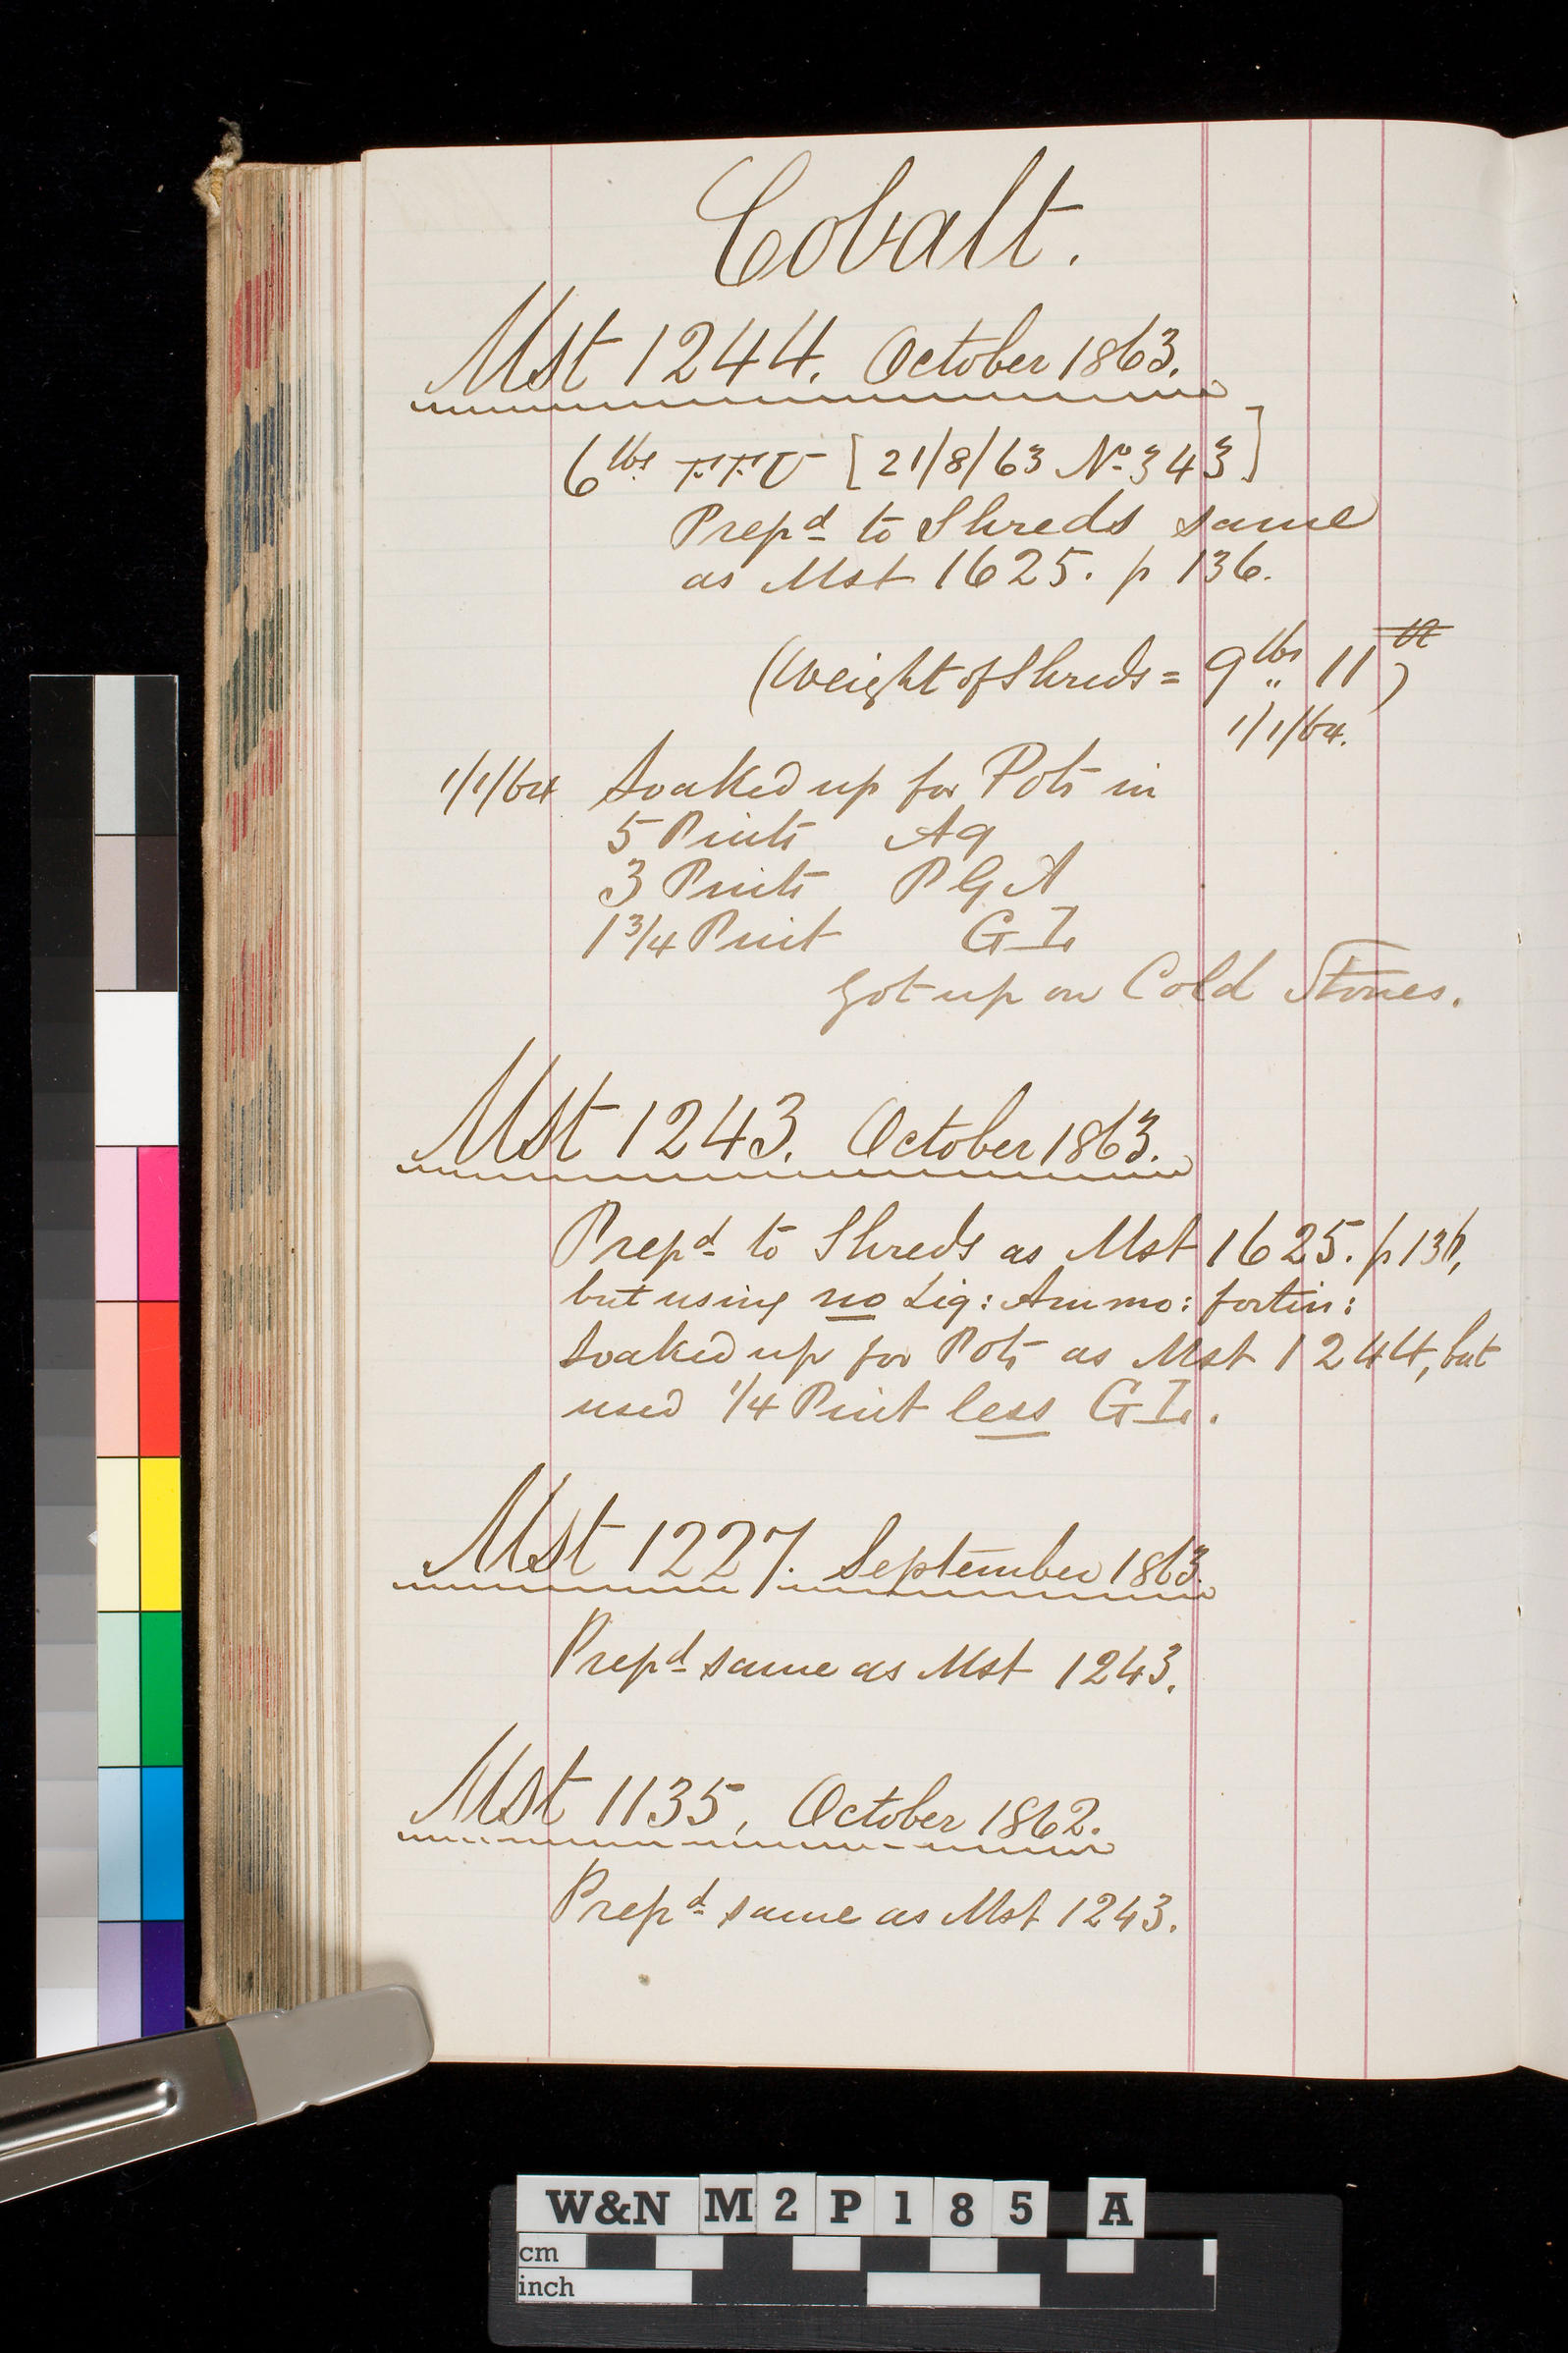 Cobalt.
Mst 1244. October 1863.
6 lbs FFU [21/8/63 No 343]
Prepd to Shreds same
as Mst 1625. p 136.
(Weight of Shreds = 9 lbs 11)
1/1/64.
1/1/64 Soaked up for Pots in
5 Pints Aq
3 Pints PGA
1 3/4 Pint GL
Got up on Cold Stones.
Mst 1243. October 1863.
Prepd to Shreds as Mst 1625. p 136,
but using no Liq: Ammo: fortis:
Soaked up for Pots as Mst 1244, but
used 1/4 Pint less GL.
Mst 1227. September 1863.
Prepd same as Mst 1243.
Mst 1135, October 1862.
Prepd same as Mst 1243.
W&N M2P185 A
cm
inch